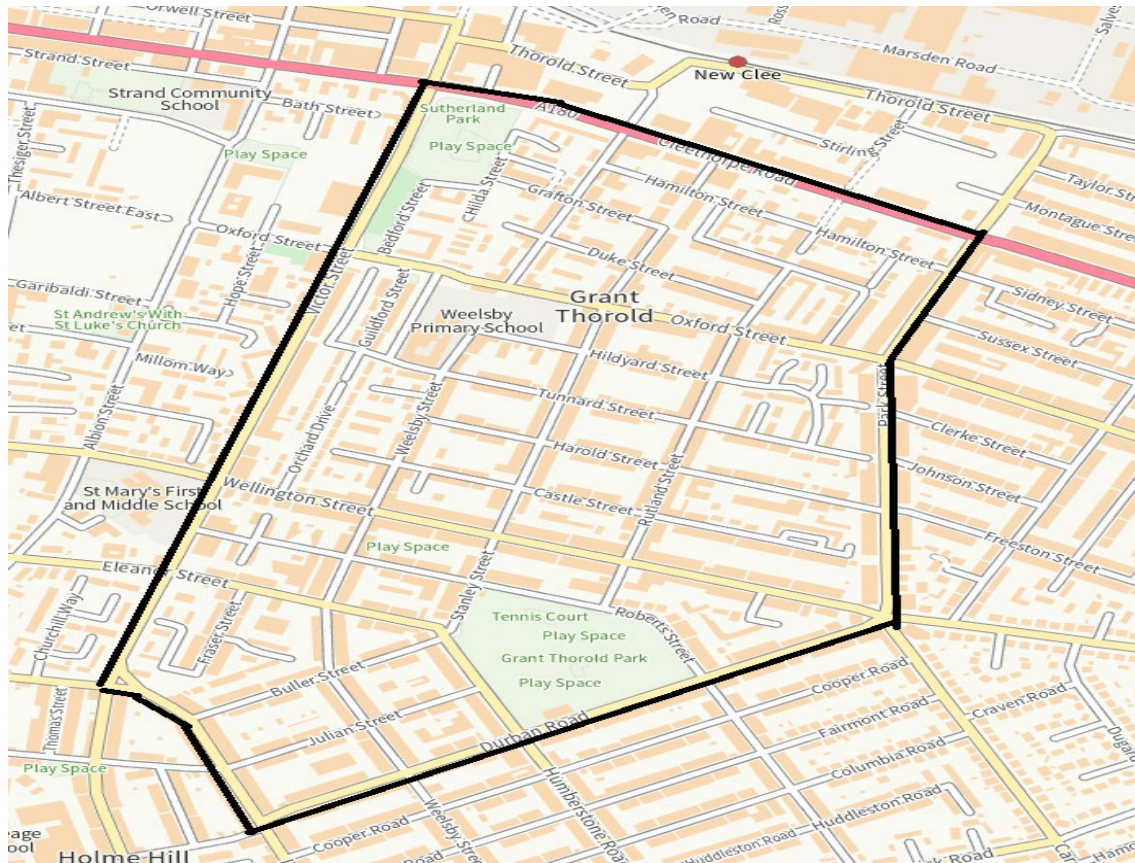 Orwell Street
Road
Marsden Road
Strand Street
Thorold Street
New Clee
Strand Community
School
Bath Street
Sutherland
Park
A180
Thorold Street
Thesiger Street
Play Space
Play Space
Cleethorpe Road
Stirling Street
Hilda Street
Hamilton Street
Taylor Street
Albert Street East
Grafton Street
Bedford Street
Montague Street
Oxford Street
Hamilton Street
Duke Street
Hope Street
Victor Street
Garibaldi Street
Guildford Street
Grant
Thorold
Sidney Street
St Andrew's With
St Luke's Church
Weelsby
Primary School
Oxford Street
Sussex Street
Millom Way
Hildyard Street
Park Street
Albion Street
Tunnard Street
Clerke Street
Orchard Drive
Weelsby Street
Harold Street
Johnson Street
St Mary's First
and Middle School
Wellington Street
Castle Street
Rutland Street
Freeston Street
Play Space
Eleanor Street
Stanley Street
Churchill Way
Fraser Street
Tennis Court
Play Space
Roberts Street
Grant Thorold Park
Play Space
Buller Street
Cooper Road
Craven Road
Thomas Street
Julian Street
Durban Road
Fairmont Road
Columbia Road
Play Space
Humberstone Road
Weelsby Street
Huddleston Road
Cooper Road
Huddleston Road
Holme Hill